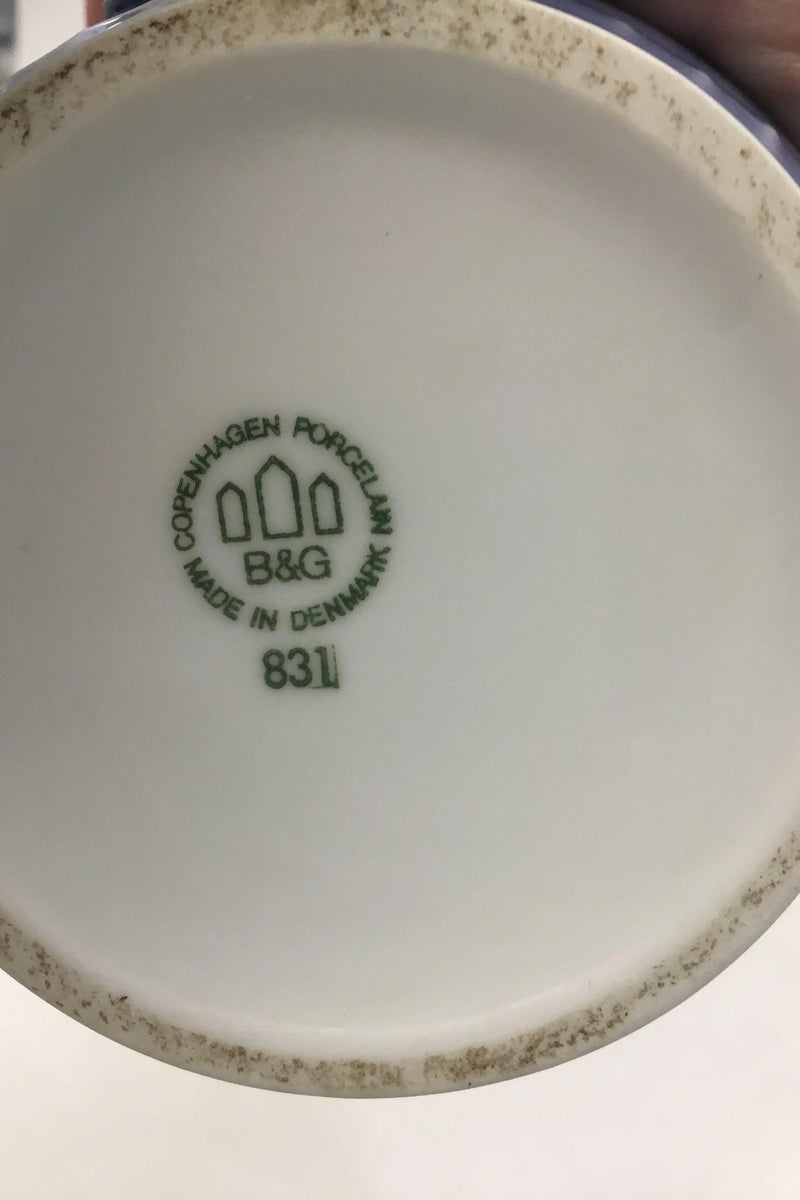 COPENHAGEN PORCELAIN
B&G
MADE IN DENMARK
831